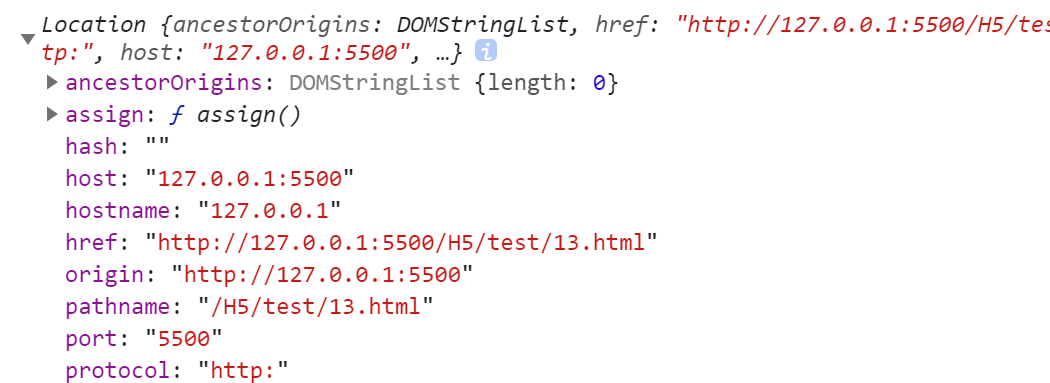 Location {ancestorOrigins: DOMStringList, href: "http://127.0.0.1:5500/H5/tes
tp:", host: "127.0.0.1:5500", …} i
ancestorOrigins: DOMStringList {length: 0}
assign: ƒ assign()
hash: ""
host: "127.0.0.1:5500"
hostname: "127.0.0.1"
href: "http://127.0.0.1:5500/H5/test/13.html"
origin: "http://127.0.0.1:5500"
pathname: "/H5/test/13.html"
port: "5500"
protocol: "http:"